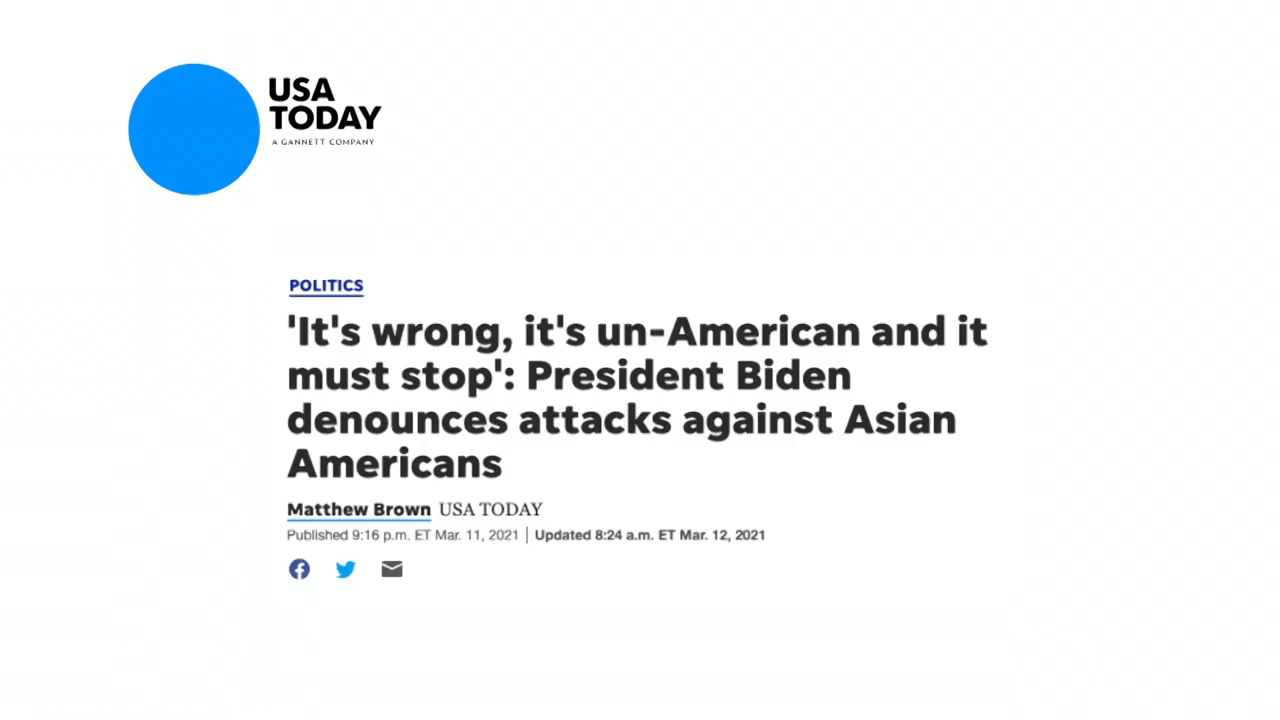 USA
TODAY
A GANNETT COMPANY
POLITICS
'It's wrong, it's un-American and it
must stop': President Biden
denounces attacks against Asian
Americans
Matthew Brown USA TODAY
Published 9:16 p.m. ET Mar. 11, 2021 | Updated 8:24 a.m. ET Mar. 12, 2021